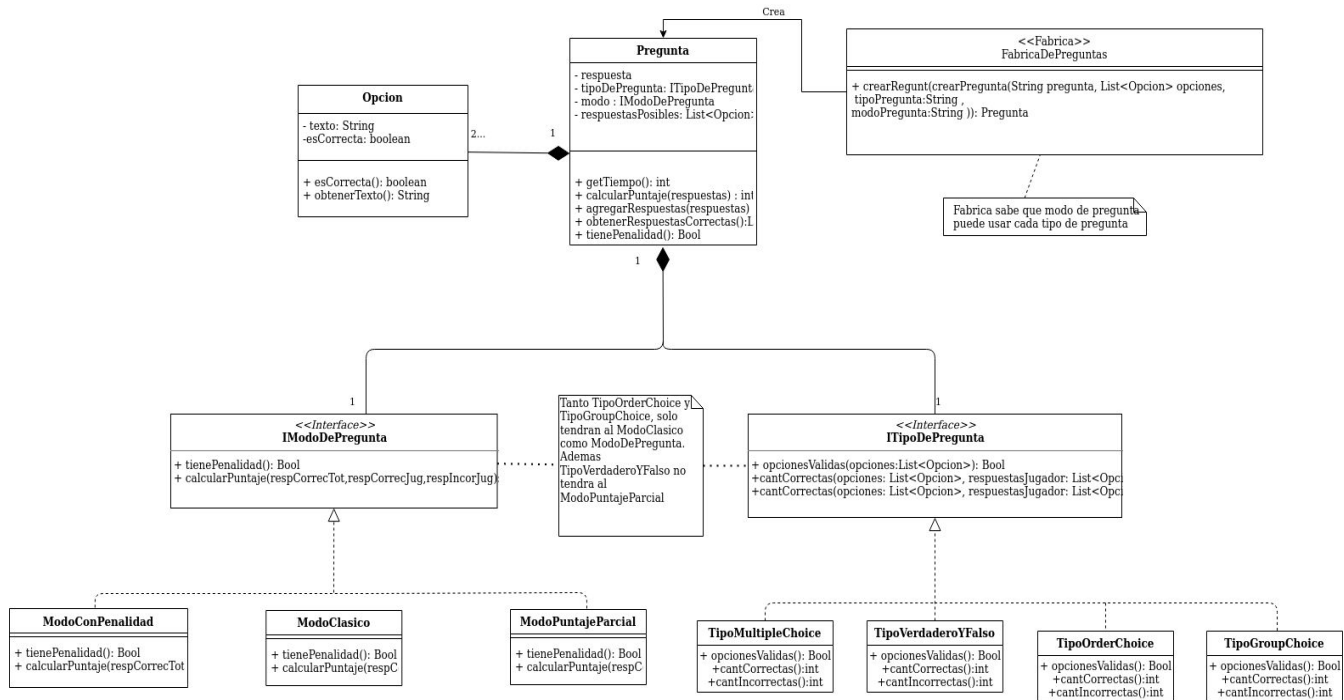 Crea
Pregunta
- respuesta
- tipoDePregunta: ITipoDePregunt
- modo : IModoDePregunta
- respuestasPosibles: List<Opcion>
+ getTiempo(): int
+ calcularPuntaje(respuestas) : int
+ agregarRespuestas(respuestas)
+ obtenerRespuestasCorrectas():L
+ tienePenalidad(): Bool
<<Fabrica>>
FabricaDePreguntas
+ crearRegunt(crearPregunta(String pregunta, List<Opcion> opciones,
tipoPregunta:String ,
modoPregunta:String )): Pregunta
Opcion
- texto: String
-esCorrecta: boolean
+ esCorrecta(): boolean
+ obtenerTexto(): String
2...
1
Fabrica sabe que modo de pregunta
puede usar cada tipo de pregunta
1
1
1
<<Interface>>
IModoDePregunta
+ tienePenalidad(): Bool
+ calcularPuntaje(respCorrecTot,respCorrecJug,respIncorJug)
Tanto TipoOrderChoice y
TipoGroupChoice, solo
tendran al ModoClasico
como ModoDePregunta.
Ademas
TipoVerdaderoYFalso no
tendra al
ModoPuntajeParcial
<<Interface>>
ITipoDePregunta
+ opcionesValidas(opciones:List<Opcion>): Bool
+cantCorrectas(opciones: List<Opcion>, respuestasJugador: List<Opci
+cantCorrectas(opciones: List<Opcion>, respuestasJugador: List<Opci
ModoConPenalidad
+ tienePenalidad(): Bool
+ calcularPuntaje(respCorrecTot
ModoClasico
+ tienePenalidad(): Bool
+ calcularPuntaje(respC
ModoPuntajeParcial
+ tienePenalidad(): Bool
+ calcularPuntaje(respC
TipoMultipleChoice
+ opcionesValidas(): Bool
+cantCorrectas():int
+cantIncorrectas():int
TipoVerdaderoYFalso
+ opcionesValidas(): Bool
+cantCorrectas():int
+cantIncorrectas():int
TipoOrderChoice
+ opcionesValidas(): Bool
+cantCorrectas():int
+cantIncorrectas():int
TipoGroupChoice
+ opcionesValidas(): Bool
+cantCorrectas():int
+cantIncorrectas():int